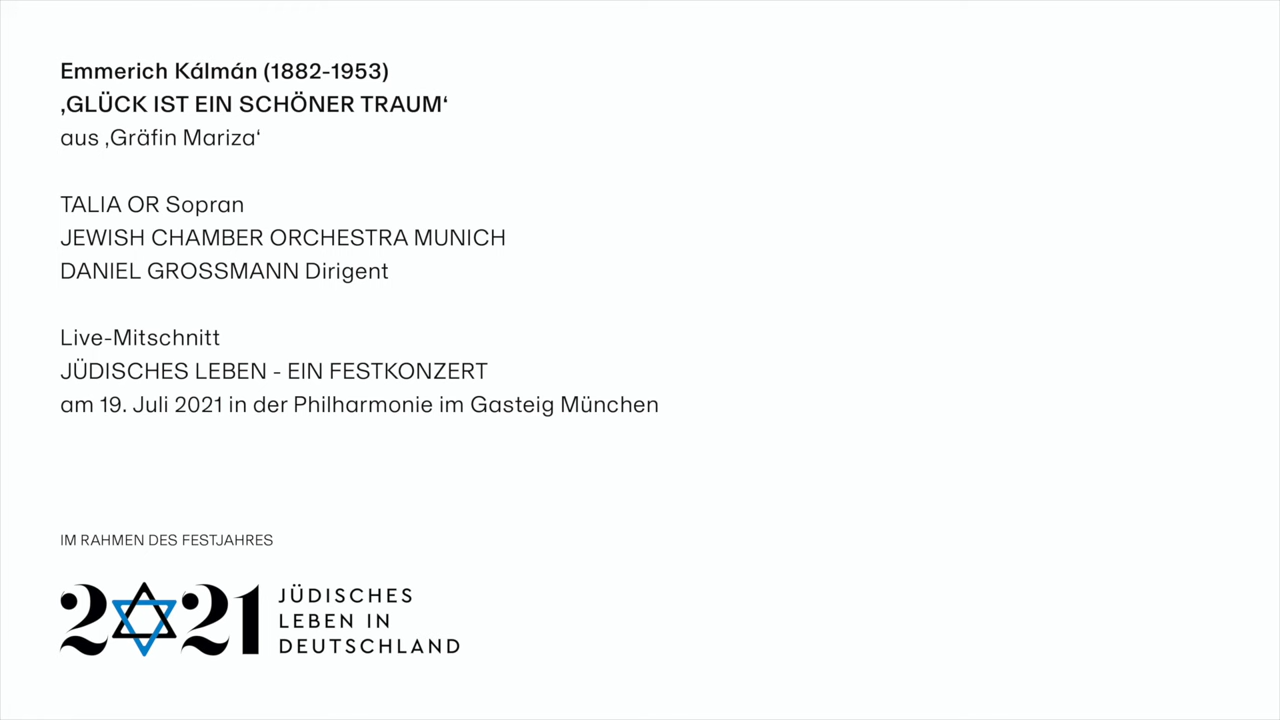 Emmerich Kálmán (1882-1953)
‚GLÜCK IST EIN SCHÖNER TRAUM‘
aus ‚Gräfin Mariza‘
TALIA OR Sopran
JEWISH CHAMBER ORCHESTRA MUNICH
DANIEL GROSSMANN Dirigent
Live-Mitschnitt
JÜDISCHES LEBEN - EIN FESTKONZERT
am 19. Juli 2021 in der Philharmonie im Gasteig München
IM RAHMEN DES FESTJAHRES
2021
JÜDISCHES
LEBEN IN
DEUTSCHLAND